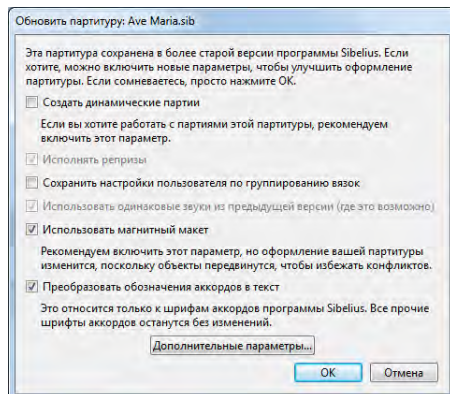 Обновить партитуру: Ave Maria.sib
Эта партитура сохранена в более старой версии программы Sibelius. Если
хотите, можно включить новые параметры, чтобы улучшить оформление
партитуры. Если сомневаетесь, просто нажмите ОК.
Создать динамические партии
Если вы хотите работать с партиями этой партитуры, рекомендуем
включить этот параметр.
Исполнять репризы
Сохранить настройки пользователя по группированию вязок
Использовать одинаковые звуки из предыдущей версии (где это возможно)
Использовать магнитный макет
Рекомендуем включить этот параметр, но оформление вашей партитуры
изменится, поскольку объекты передвинутся, чтобы избежать конфликтов.
Преобразовать обозначения аккордов в текст
Это относится только к шрифам аккордов программы Sibelius. Все прочие
шрифты аккордов останутся без изменений.
Дополнительные параметры...
ОК Отмена